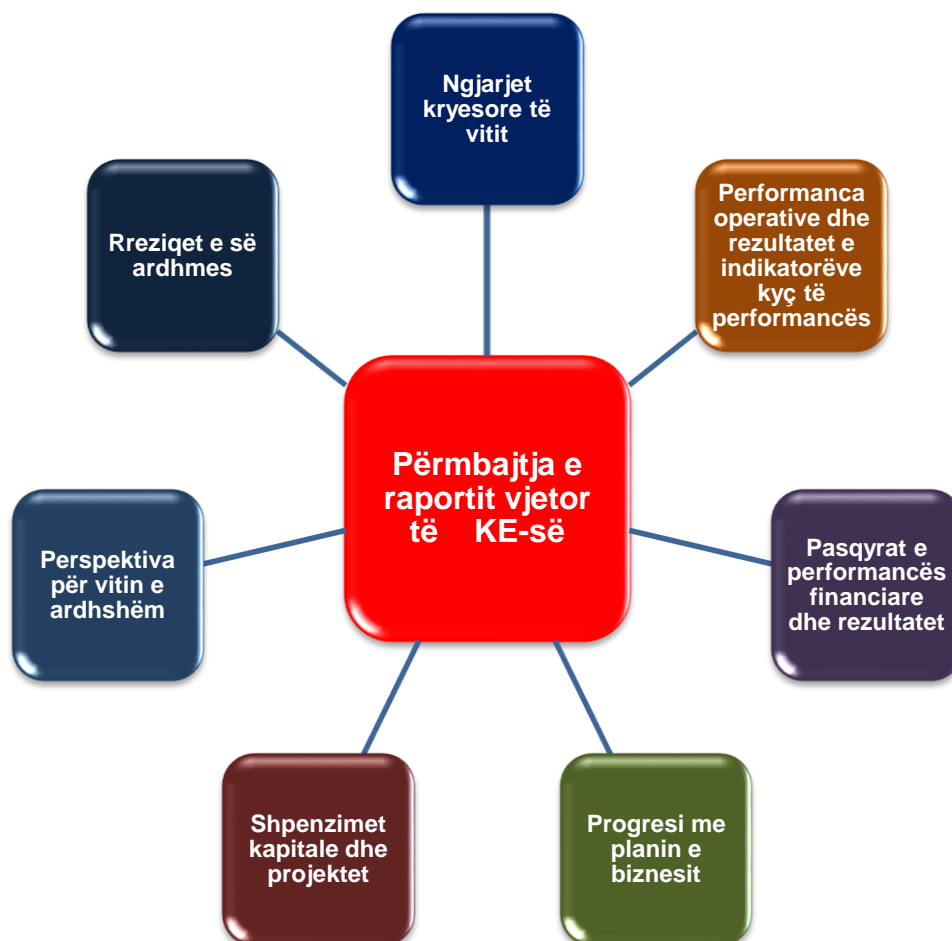 Ngjarjet
kryesore të
vitit
Performanca
operative dhe
rezultatet e
indikatorëve
kyç të
performancës
Rreziqet e së
ardhmes
Përmbajtja e
raportit vjetor
të KE-së
Perspektiva
për vitin e
ardhshëm
Pasqyrat e
performancës
financiare
dhe rezultatet
Shpenzimet
kapitale dhe
projektet
Progresi me
planin e
biznesit